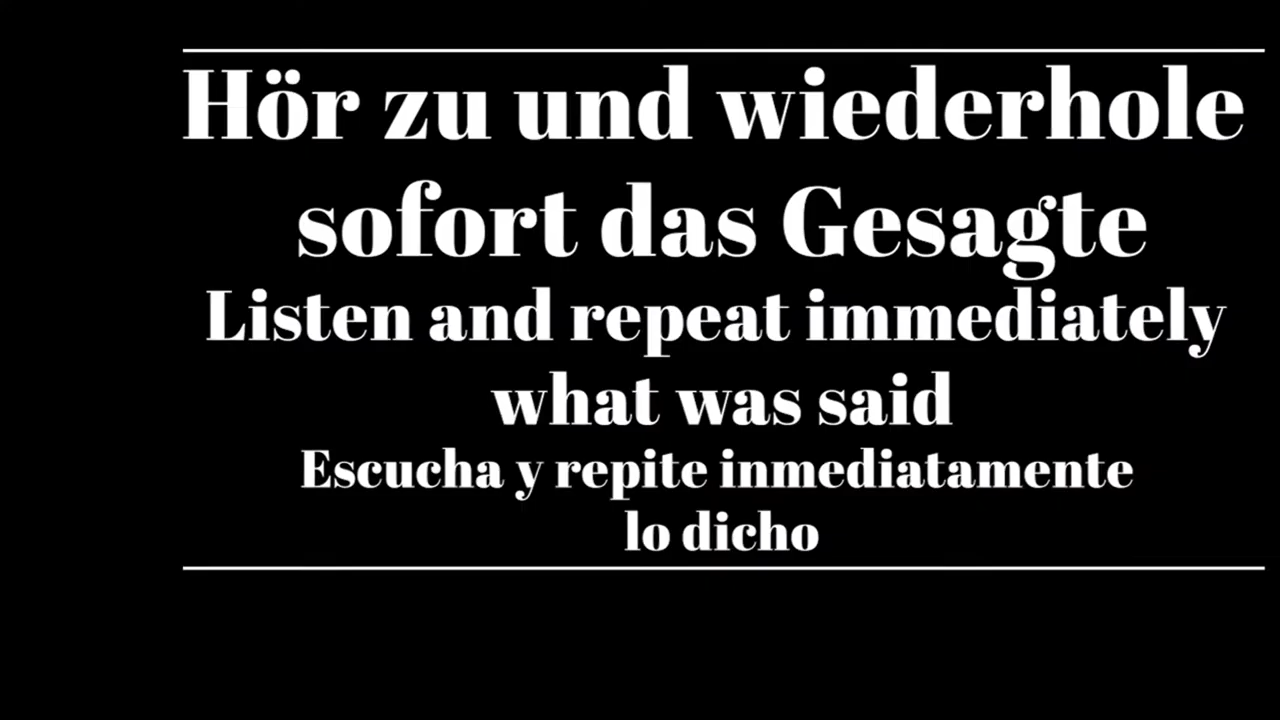 Hör zu und wiederhole
sofort das Gesagte
Listen and repeat immediately
what was said
Escucha y repite inmediatamente
lo dicho